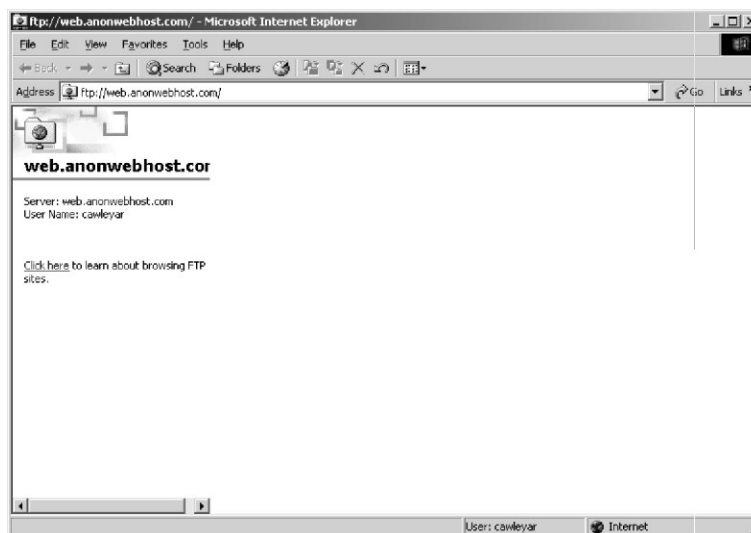 ftp://web.anonwebhost.com/ - Microsoft Internet Explorer
File Edit View Favorites Tools Help
Back Search Folders
Address ftp://web.anonwebhost.com/ Go Links
web.anonwebhost.cor
Server: web.anonwebhost.com
User Name: cawleyar
Click here to learn about browsing FTP
sites.
User: cawleyar Internet